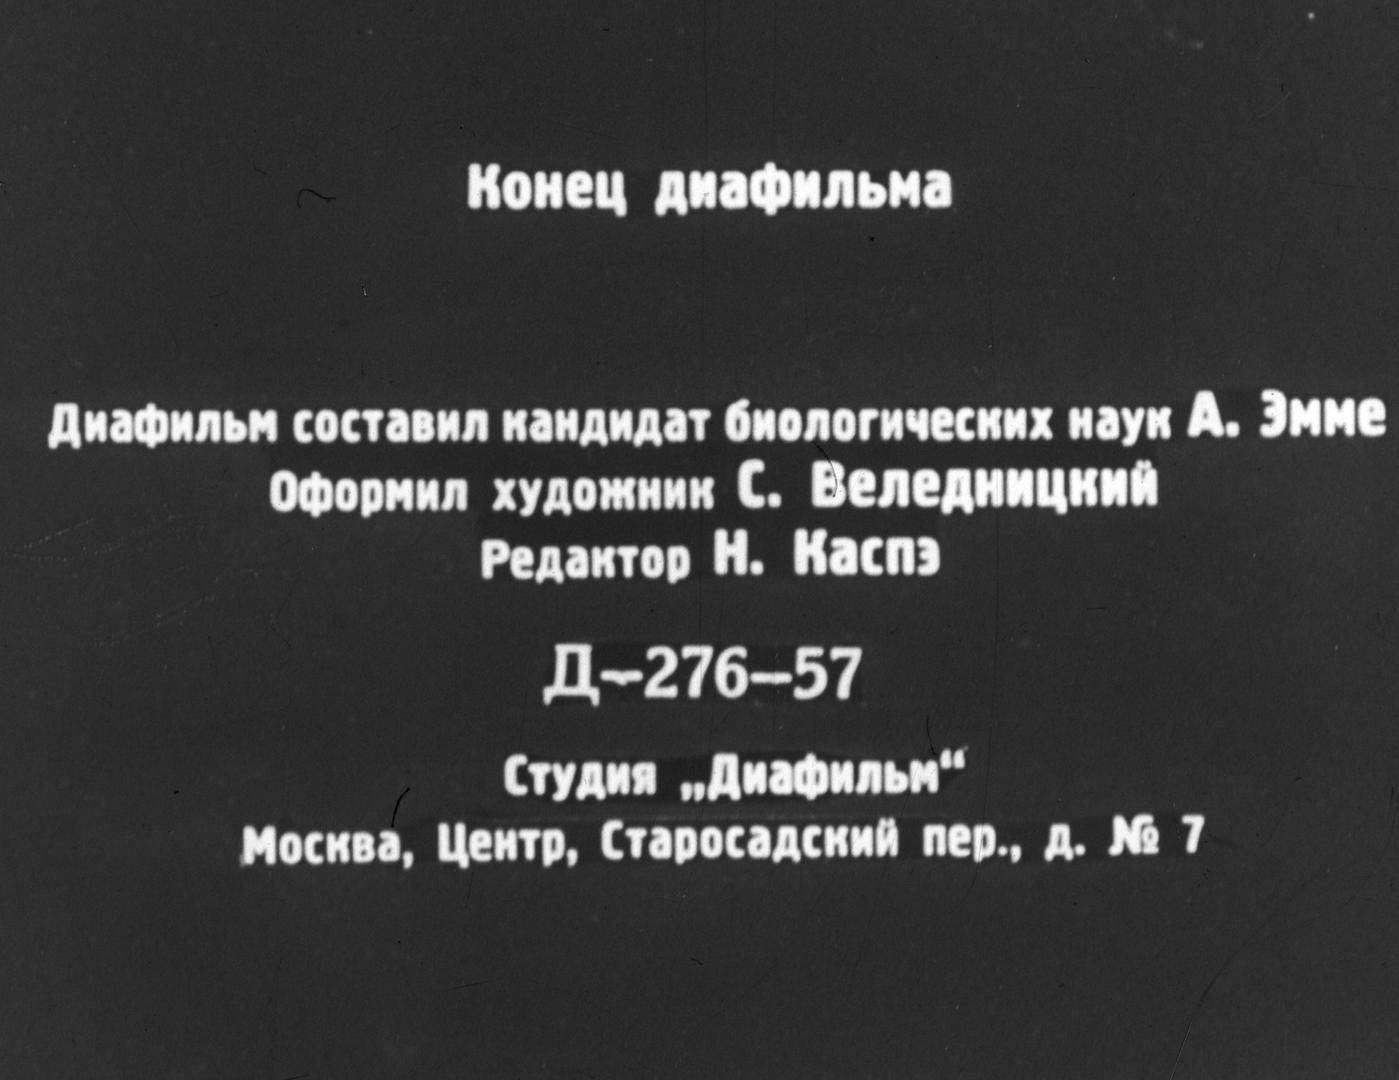 Конец диафильма
Диафильм составил кандидат биологических наук А. Эмме
Оформил художник С. Веледницкий
Редактор Н. Каспэ
Д-276-57
Студия „Диафильм“
Москва, Центр, Старосадский пер., д. № 7